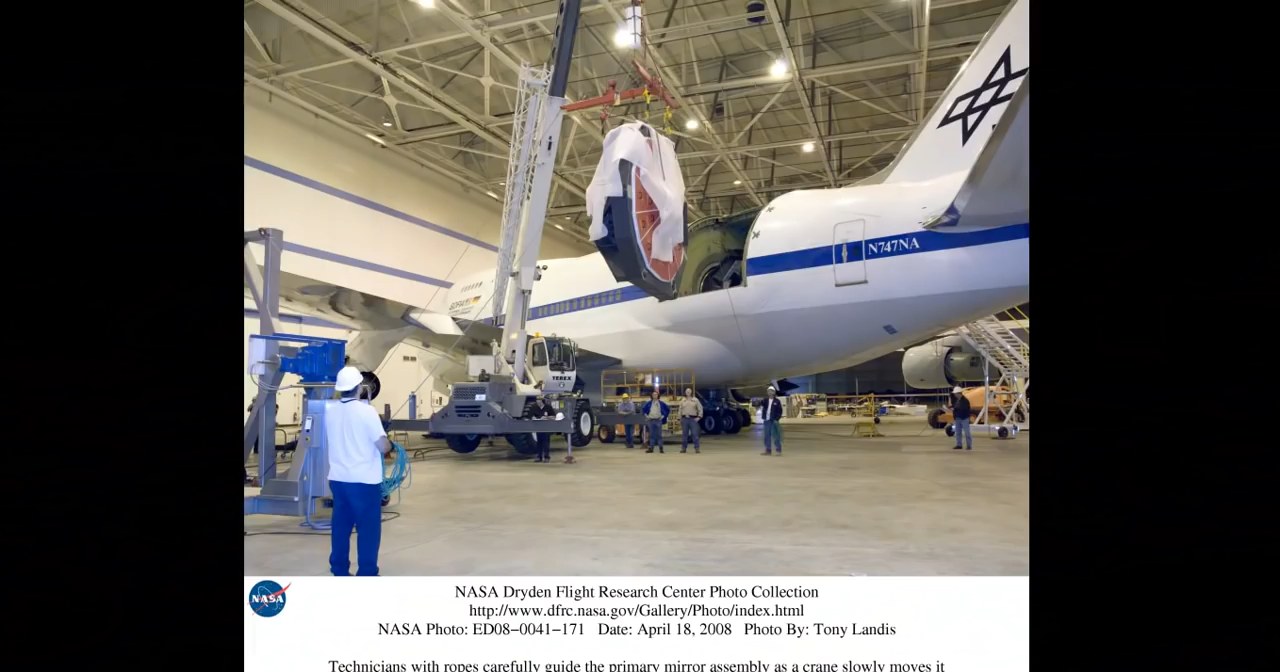 N747NA
SOFIA
TEREX
NASA
NASA Dryden Flight Research Center Photo Collection
http://www.dfrc.nasa.gov/Gallery/Photo/index.html
NASA Photo: ED08-0041-171 Date: April 18, 2008 Photo By: Tony Landis
Technicians with ropes carefully guide the primary mirror assembly as a crane slowly moves it